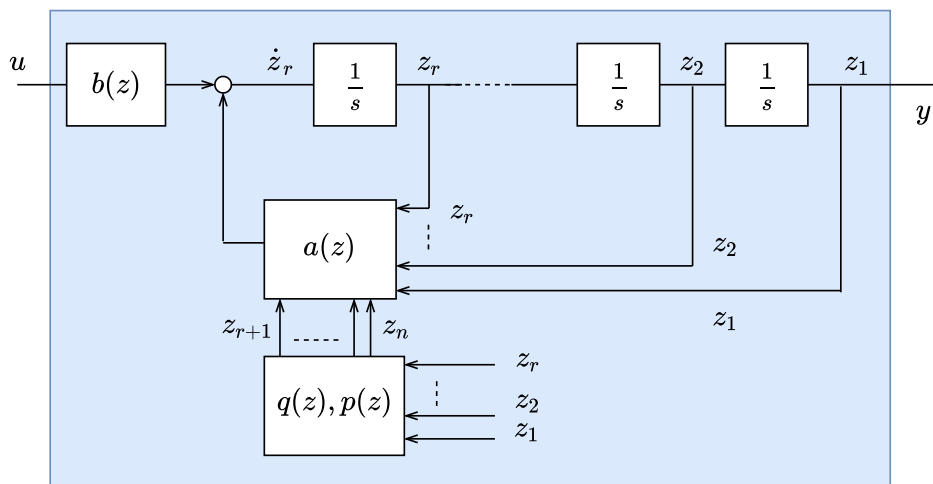 u
b(z)
ż_r
1/s
z_r
1/s
z_2
1/s
z_1
y
a(z)
z_r
z_2
z_1
z_{r+1}
z_n
q(z), p(z)
z_r
z_2
z_1